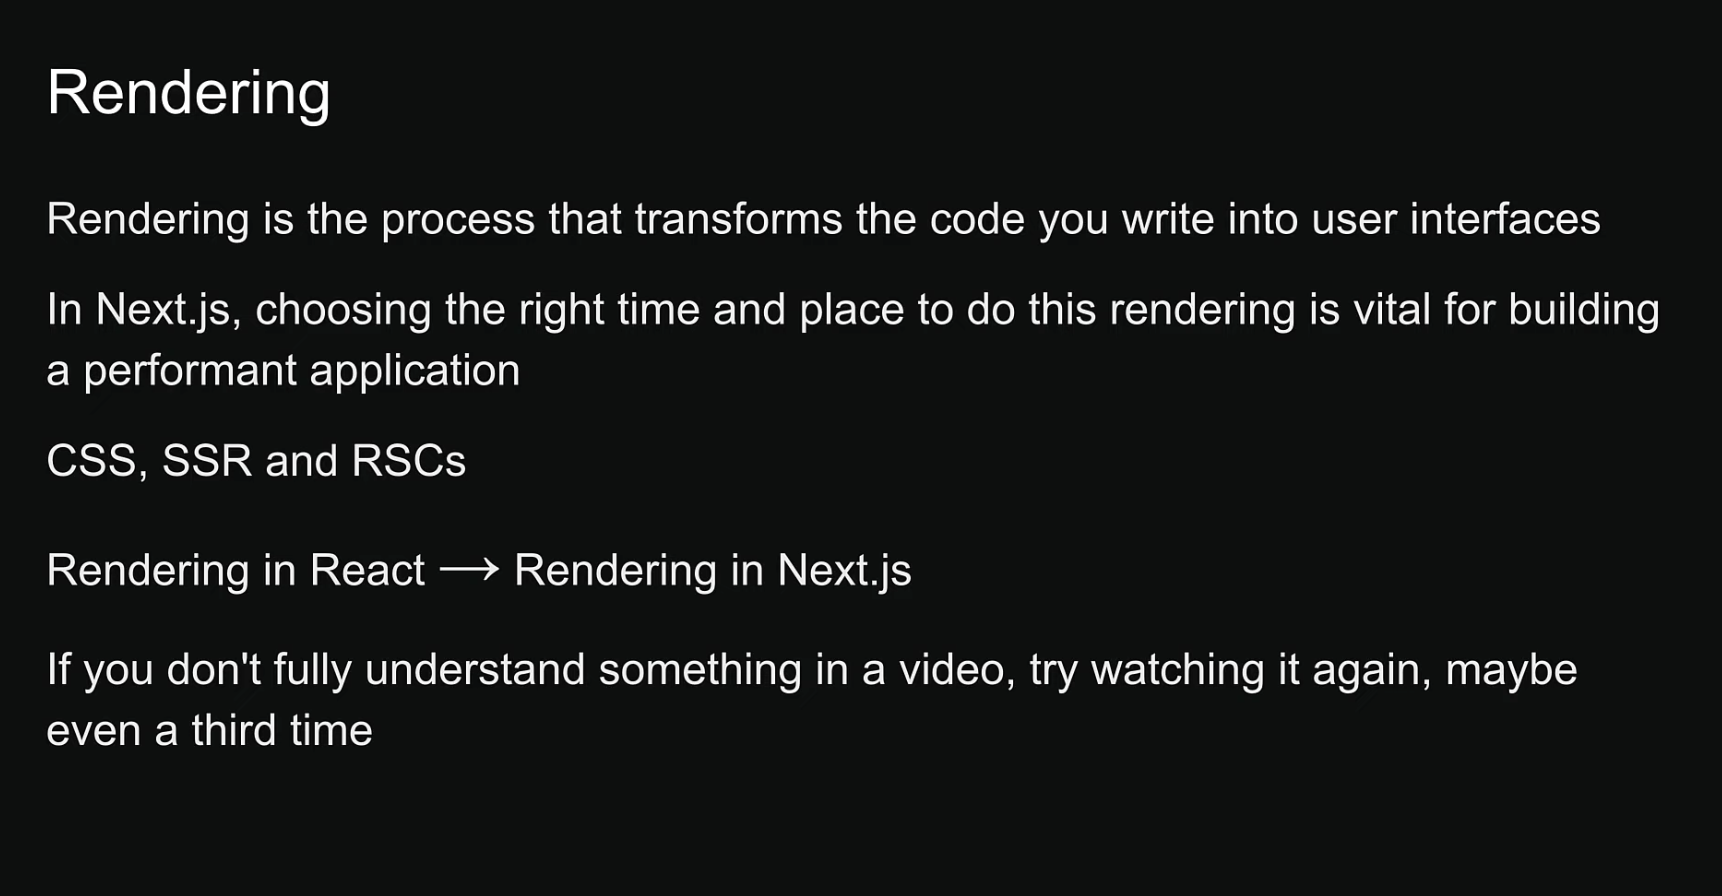 Rendering
Rendering is the process that transforms the code you write into user interfaces
In Next.js, choosing the right time and place to do this rendering is vital for building
a performant application
CSS, SSR and RSCs
Rendering in React ⟶ Rendering in Next.js
If you don't fully understand something in a video, try watching it again, maybe
even a third time